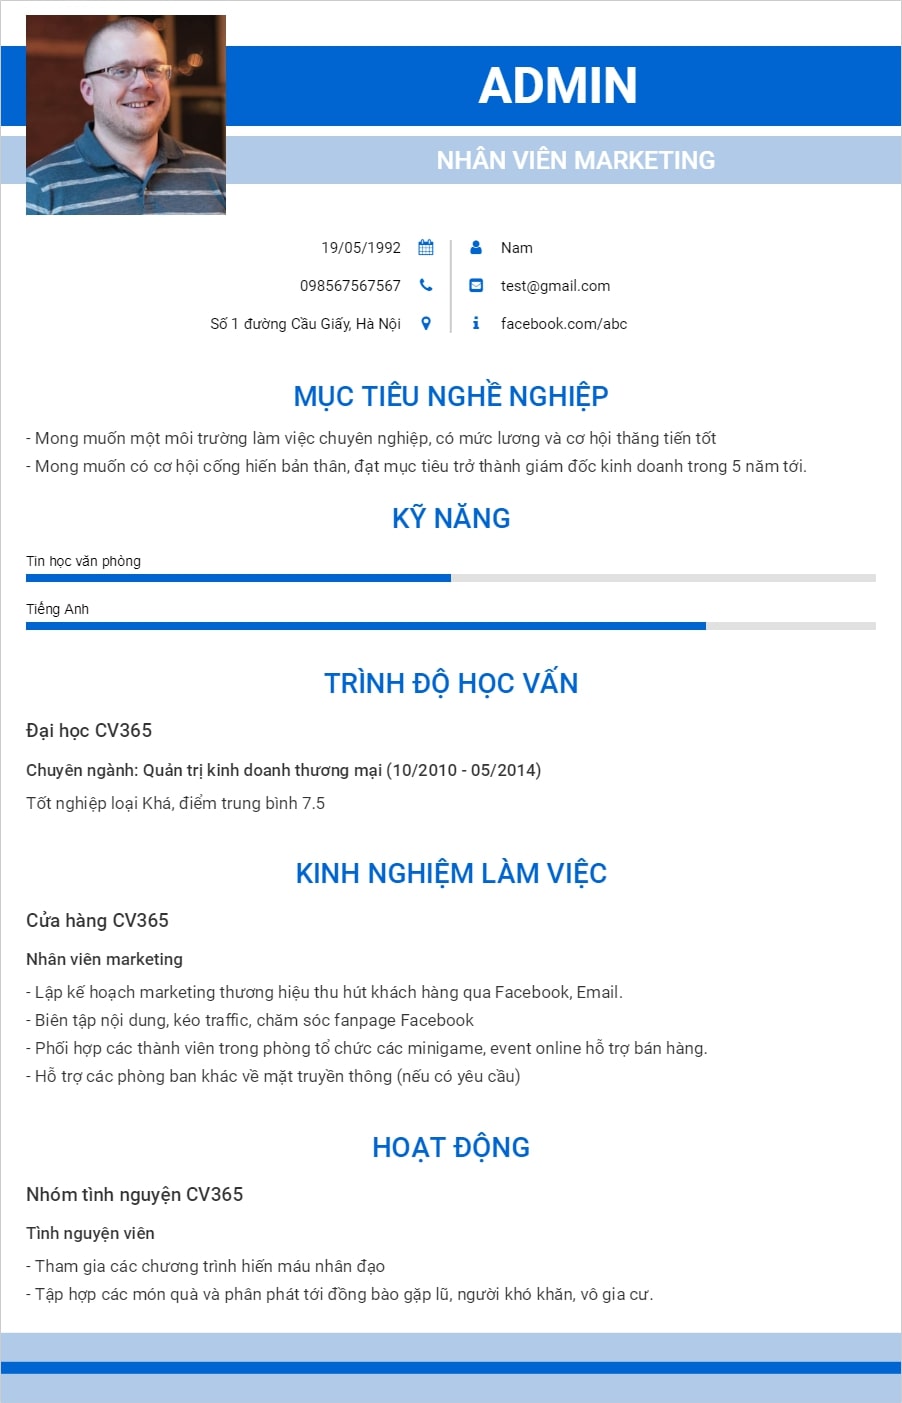 ADMIN
NHÂN VIÊN MARKETING
19/05/1992
Nam
098567567567
test@gmail.com
Số 1 đường Cầu Giấy, Hà Nội
facebook.com/abc
MỤC TIÊU NGHỀ NGHIỆP
- Mong muốn một môi trường làm việc chuyên nghiệp, có mức lương và cơ hội thăng tiến tốt
- Mong muốn có cơ hội cống hiến bản thân, đạt mục tiêu trở thành giám đốc kinh doanh trong 5 năm tới.
KỸ NĂNG
Tin học văn phòng
Tiếng Anh
TRÌNH ĐỘ HỌC VẤN
Đại học CV365
Chuyên ngành: Quản trị kinh doanh thương mại (10/2010 - 05/2014)
Tốt nghiệp loại Khá, điểm trung bình 7.5
KINH NGHIỆM LÀM VIỆC
Cửa hàng CV365
Nhân viên marketing
- Lập kế hoạch marketing thương hiệu thu hút khách hàng qua Facebook, Email.
- Biên tập nội dung, kéo traffic, chăm sóc fanpage Facebook
- Phối hợp các thành viên trong phòng tổ chức các minigame, event online hỗ trợ bán hàng.
- Hỗ trợ các phòng ban khác về mặt truyền thông (nếu có yêu cầu)
HOẠT ĐỘNG
Nhóm tình nguyện CV365
Tình nguyện viên
- Tham gia các chương trình hiến máu nhân đạo
- Tập hợp các món quà và phân phát tới đồng bào gặp lũ, người khó khăn, vô gia cư.